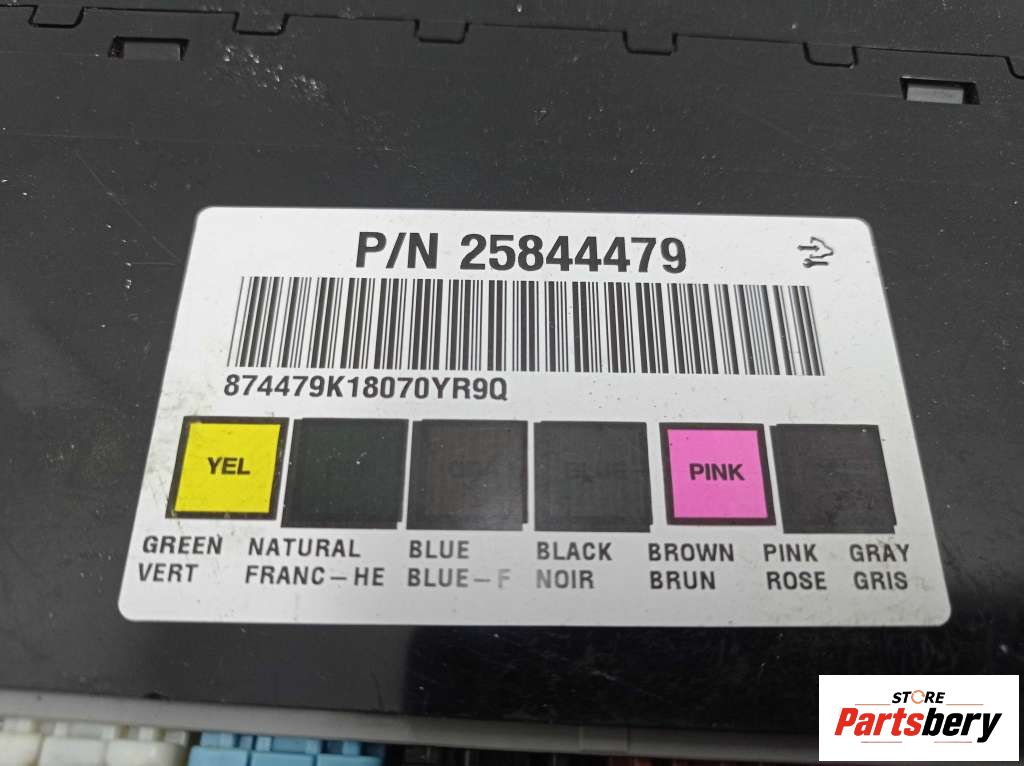 P/N 25844479
874479K18070YR9Q
YEL BLUE PINK
GREEN NATURAL BLUE BLACK BROWN PINK GRAY
VERT FRANC-HE BLUE-F NOIR BRUN ROSE GRIS
STORE
Partsbery